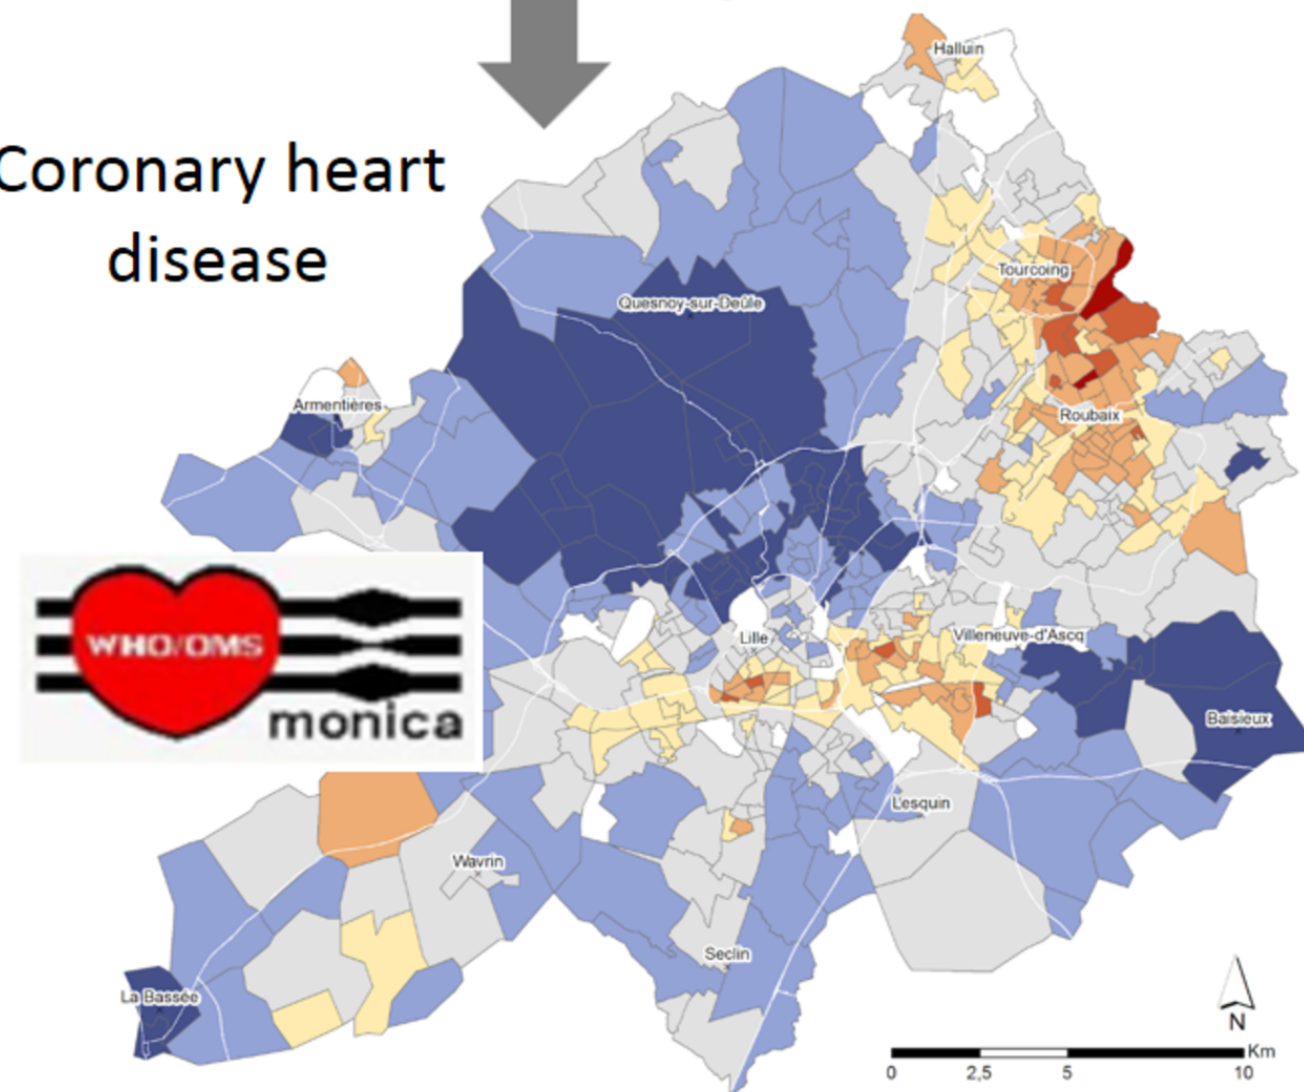 Coronary heart
disease
Halluin
Tourcoing
Quesnoy-sur-Deûle
Armentières
Roubaix
WHO/OMS
monica
Lille
Villeneuve-d'Ascq
Baisieux
Lesquin
Wavrin
Seclin
La Bassée
N
Km
0 2,5 5 10